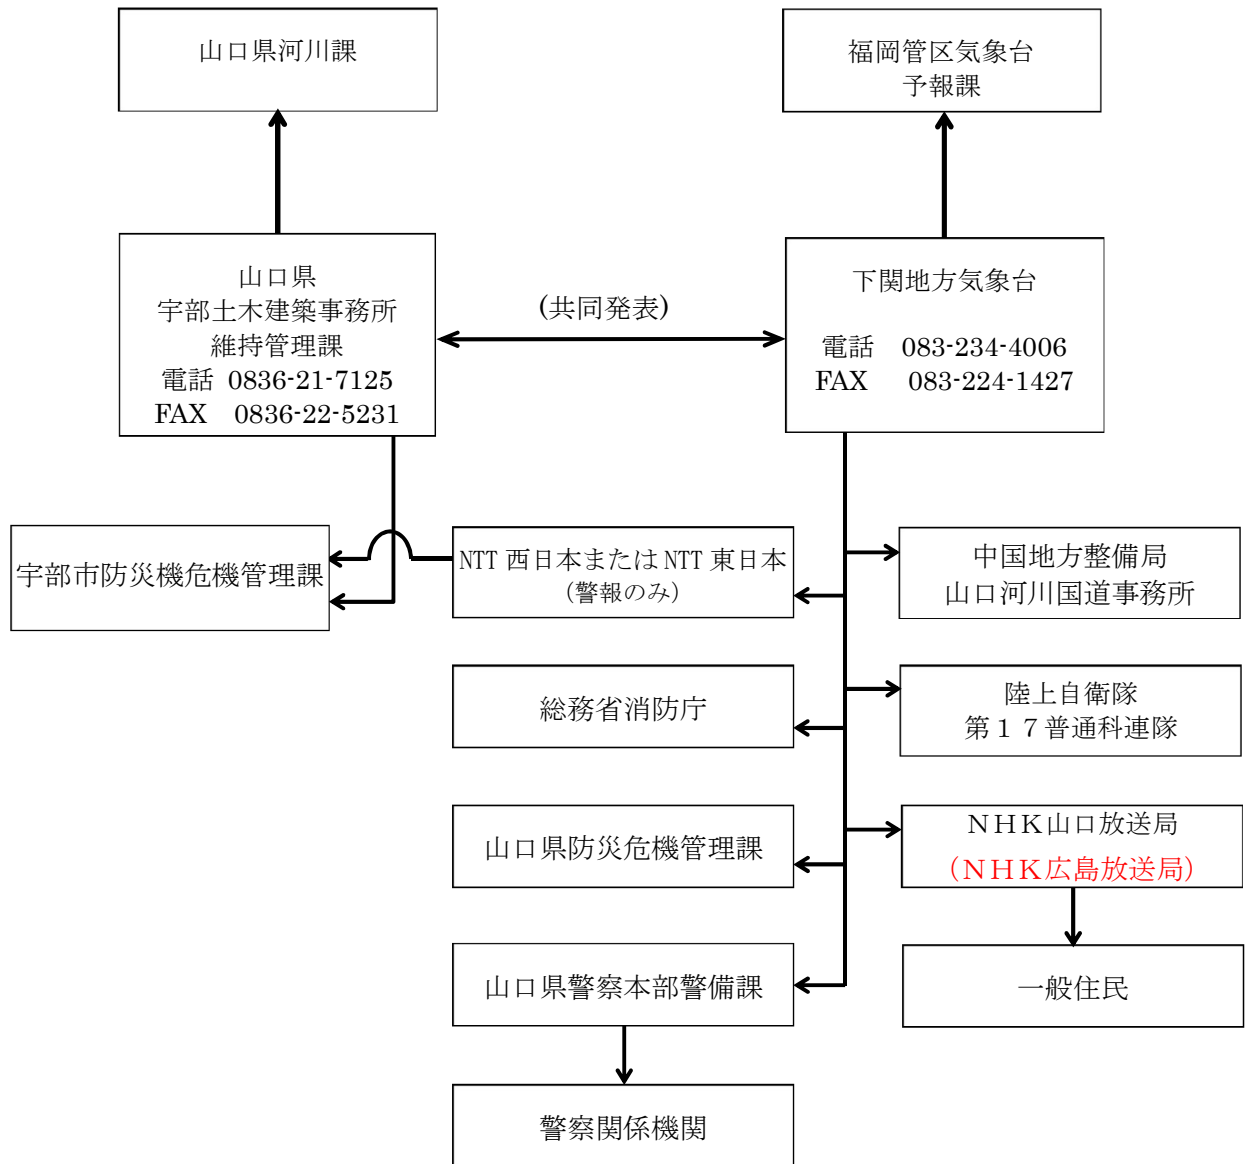 山口県河川課
福岡管区気象台
予報課
山口県
宇部土木建築事務所
維持管理課
電話 0836-21-7125
FAX 0836-22-5231
(共同発表)
下関地方気象台
電話 083-234-4006
FAX 083-224-1427
宇部市防災機危機管理課
NTT 西日本または NTT 東日本
（警報のみ）
中国地方整備局
山口河川国道事務所
総務省消防庁
陸上自衛隊
第１７普通科連隊
山口県防災危機管理課
ＮＨＫ山口放送局
（ＮＨＫ広島放送局）
山口県警察本部警備課
一般住民
警察関係機関